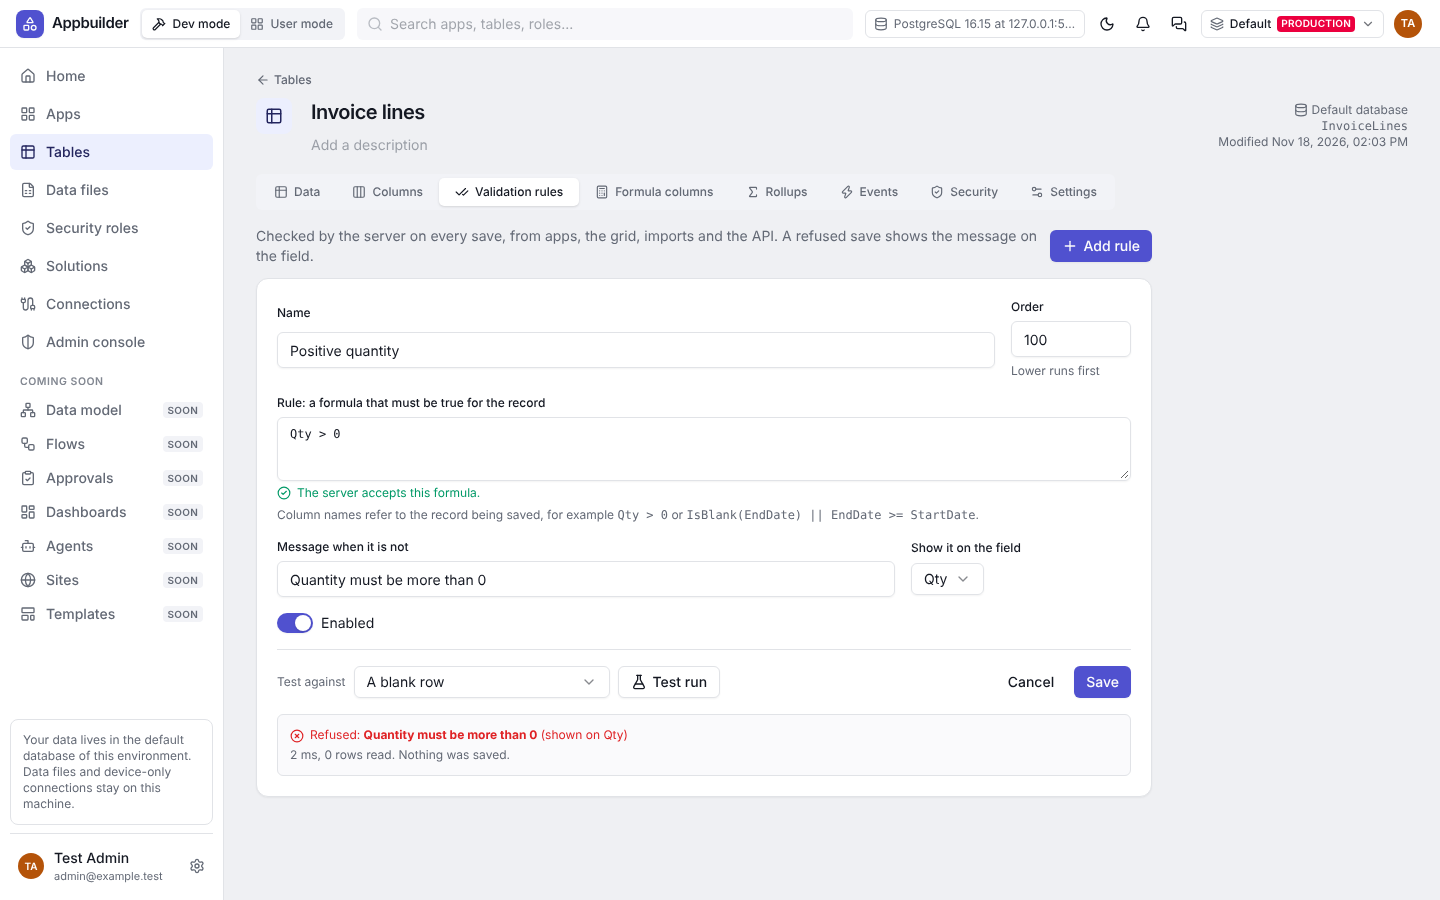 Appbuilder
Dev mode
User mode
Search apps, tables, roles...
PostgreSQL 16.15 at 127.0.0.1:5...
Default PRODUCTION
TA
Home
Apps
Tables
Data files
Security roles
Solutions
Connections
Admin console
COMING SOON
Data model SOON
Flows SOON
Approvals SOON
Dashboards SOON
Agents SOON
Sites SOON
Templates SOON
Your data lives in the default
database of this environment.
Data files and device-only
connections stay on this
machine.
TA
Test Admin
admin@example.test
Tables
Invoice lines
Add a description
Default database
InvoiceLines
Modified Nov 18, 2026, 02:03 PM
Data
Columns
Validation rules
Formula columns
Rollups
Events
Security
Settings
Checked by the server on every save, from apps, the grid, imports and the API. A refused save shows the message on
the field.
Add rule
Name
Positive quantity
Order
100
Lower runs first
Rule: a formula that must be true for the record
Qty > 0
The server accepts this formula.
Column names refer to the record being saved, for example Qty > 0 or IsBlank(EndDate) || EndDate >= StartDate.
Message when it is not
Quantity must be more than 0
Show it on the field
Qty
Enabled
Test against
A blank row
Test run
Cancel
Save
Refused: Quantity must be more than 0 (shown on Qty)
2 ms, 0 rows read. Nothing was saved.